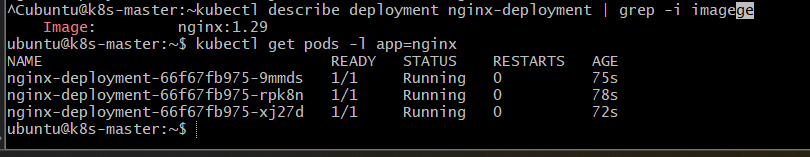 ^Cubuntu@k8s-master:~kubectl describe deployment nginx-deployment | grep -i imagege
    Image:         nginx:1.29
ubuntu@k8s-master:~$ kubectl get pods -l app=nginx
NAME                                READY   STATUS    RESTARTS   AGE
nginx-deployment-66f67fb975-9mmds   1/1     Running   0          75s
nginx-deployment-66f67fb975-rpk8n   1/1     Running   0          78s
nginx-deployment-66f67fb975-xj27d   1/1     Running   0          72s
ubuntu@k8s-master:~$